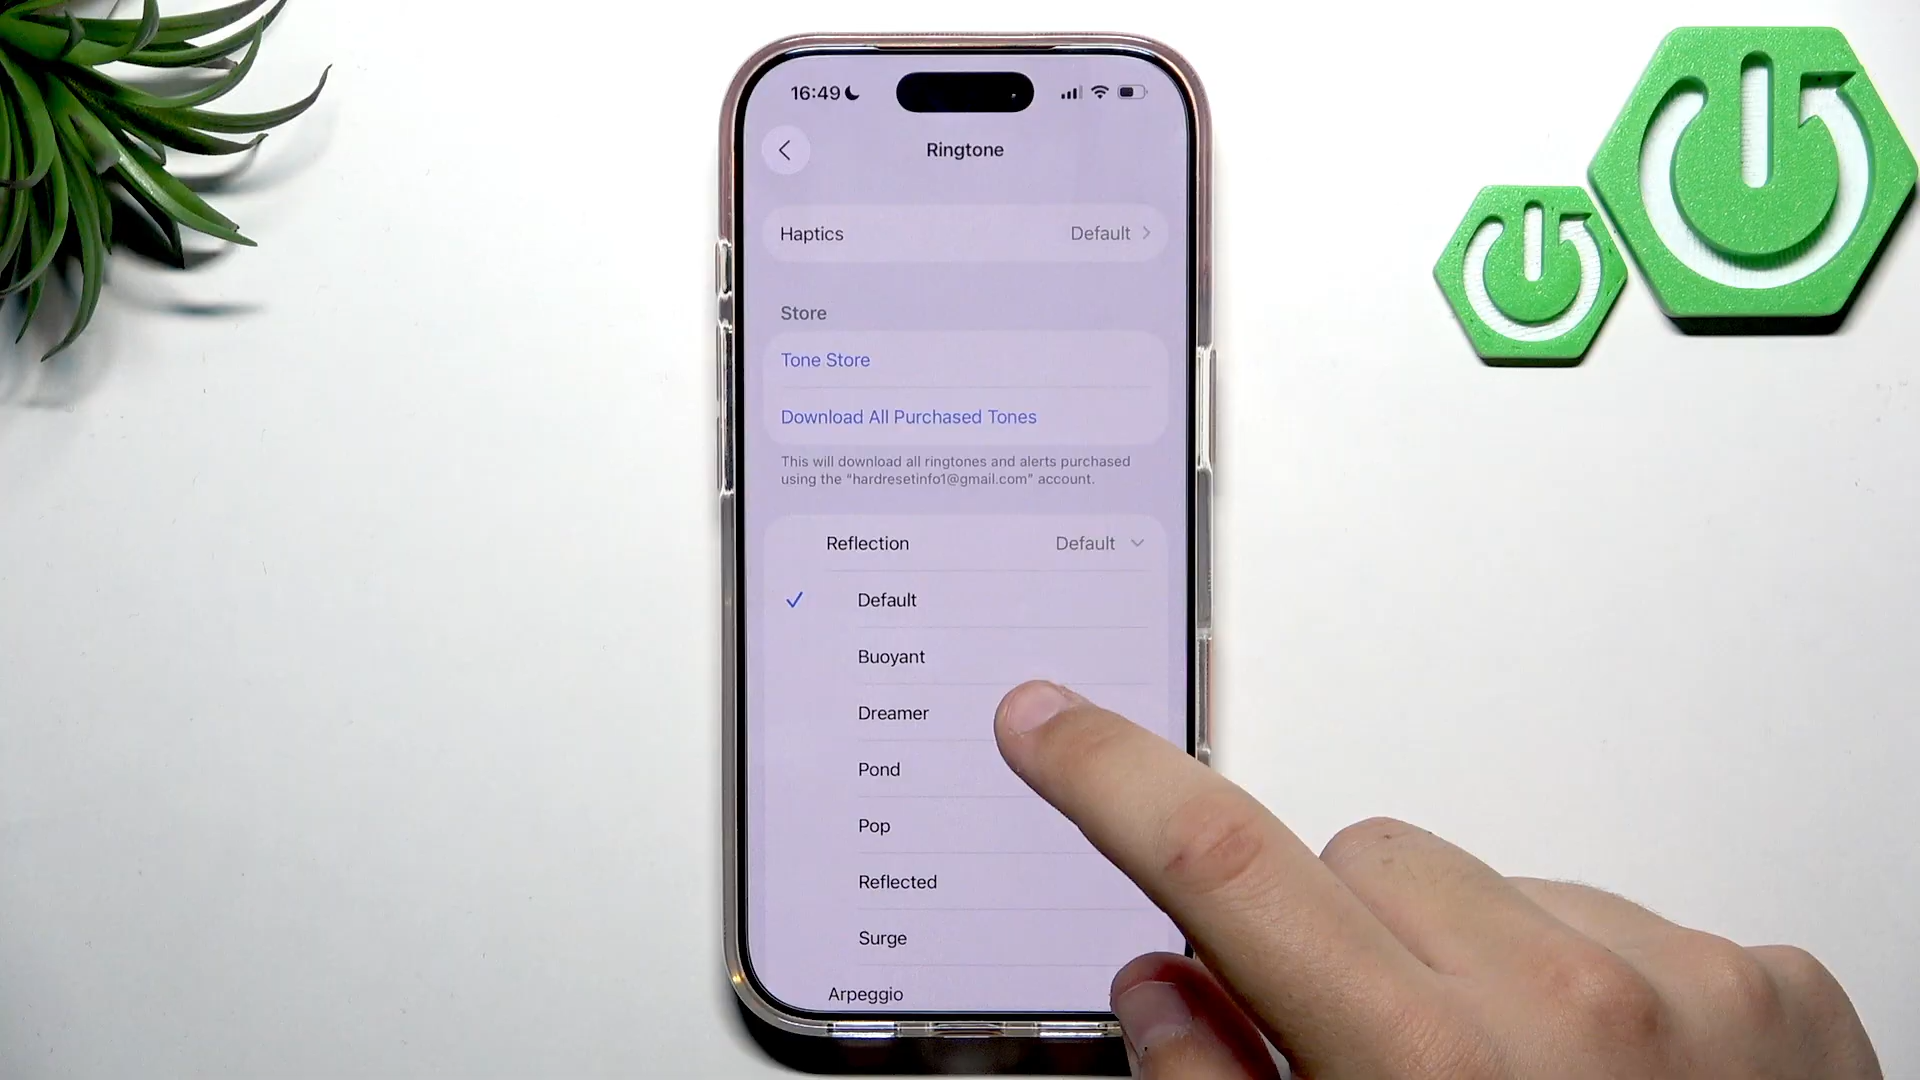 16:49
Ringtone
Haptics Default
Store
Tone Store
Download All Purchased Tones
This will download all ringtones and alerts purchased
using the “hardresetinfo1@gmail.com” account.
Reflection Default
Default
Buoyant
Dreamer
Pond
Pop
Reflected
Surge
Arpeggio